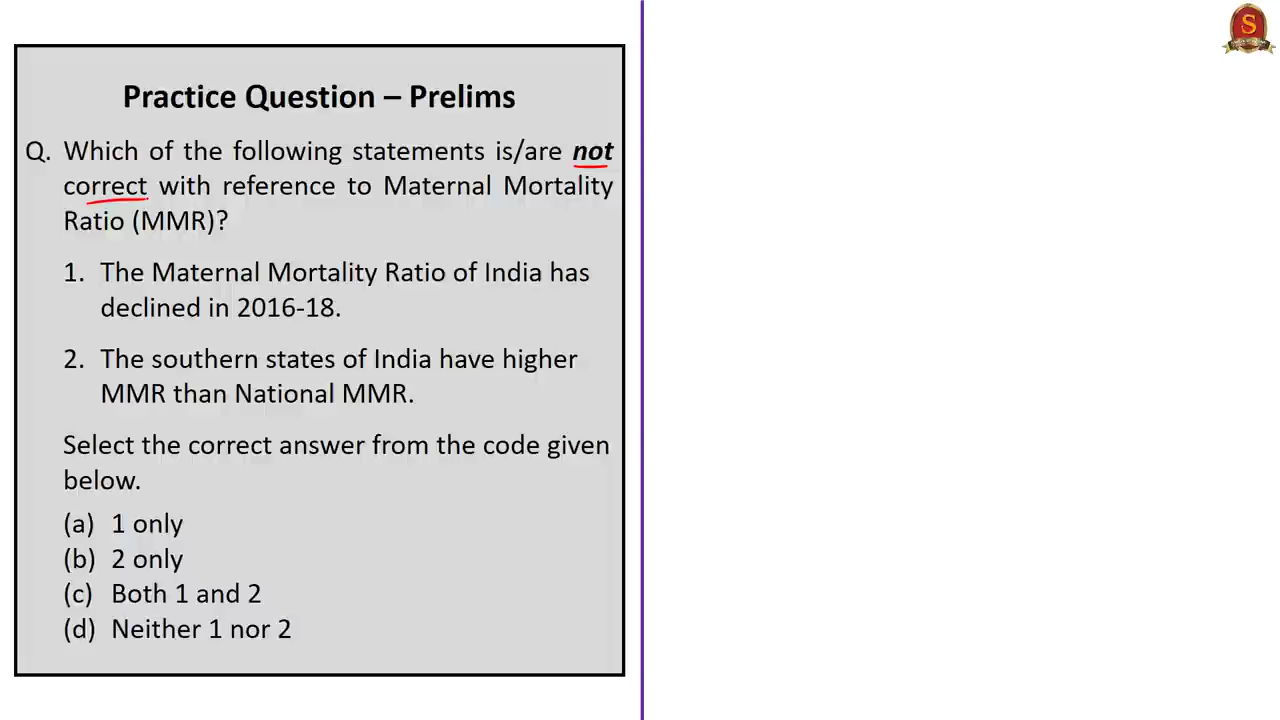 Practice Question – Prelims
Q. Which of the following statements is/are not
correct with reference to Maternal Mortality
Ratio (MMR)?
1. The Maternal Mortality Ratio of India has
declined in 2016-18.
2. The southern states of India have higher
MMR than National MMR.
Select the correct answer from the code given
below.
(a) 1 only
(b) 2 only
(c) Both 1 and 2
(d) Neither 1 nor 2
S